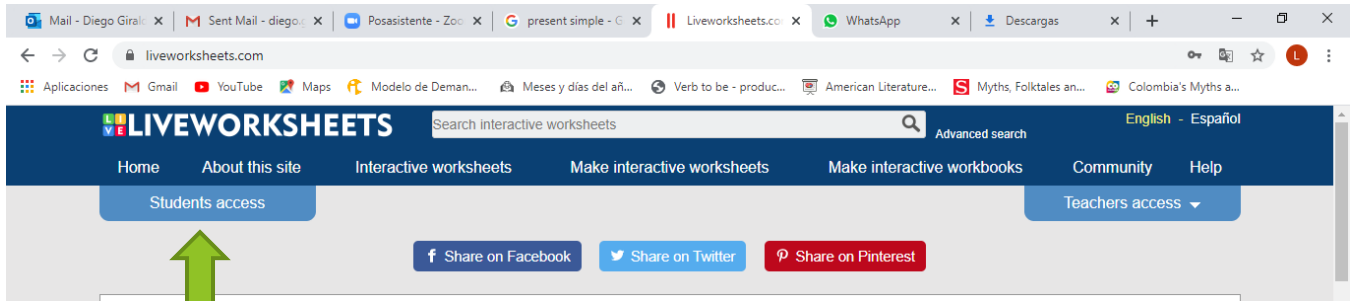 Mail - Diego Giralc
Sent Mail - diego.g
Posasistente - Zoo
present simple - G
Liveworksheets.co
WhatsApp
Descargas
liveworksheets.com
L
Aplicaciones
Gmail
YouTube
Maps
Modelo de Deman...
Meses y días del añ...
Verb to be - produc...
American Literature...
Myths, Folktales an...
Colombia's Myths a...
LIVE LIVEWORKSHEETS
Search interactive worksheets
Advanced search
English - Español
Home About this site Interactive worksheets Make interactive worksheets Make interactive workbooks Community Help
Students access
Teachers access
Share on Facebook
Share on Twitter
Share on Pinterest